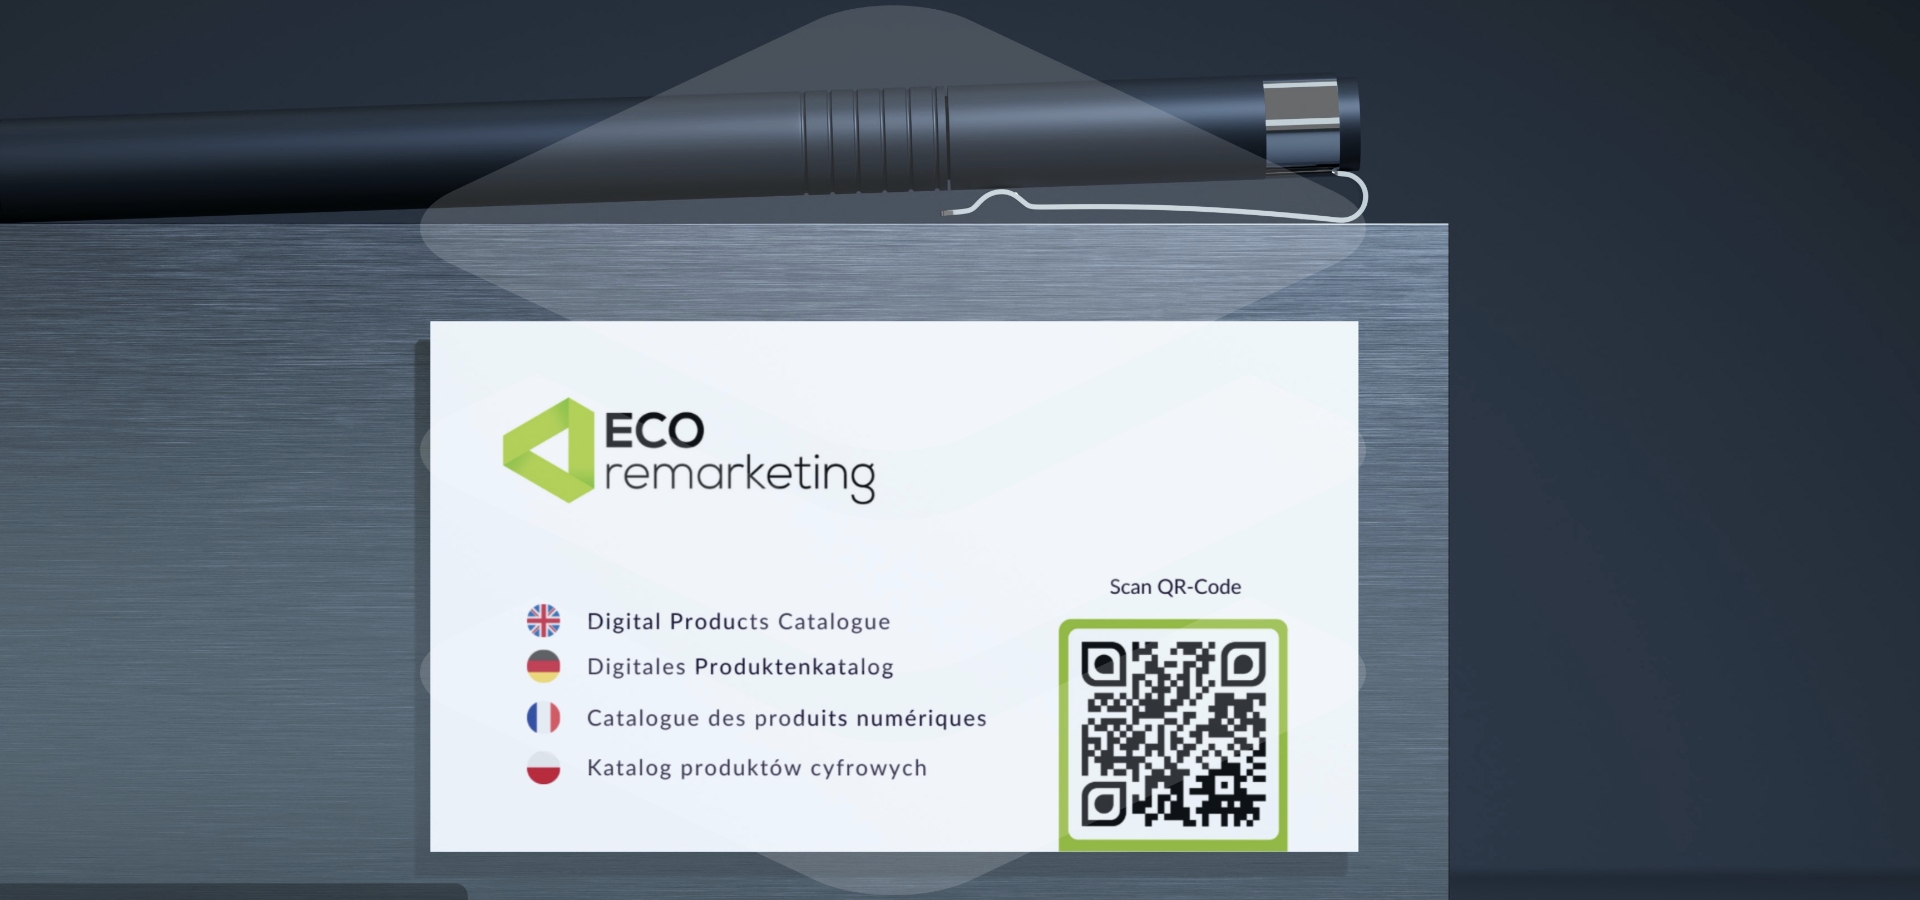 ECO
remarketing
Scan QR-Code
Digital Products Catalogue
Digitales Produktenkatalog
Catalogue des produits numériques
Katalog produktów cyfrowych